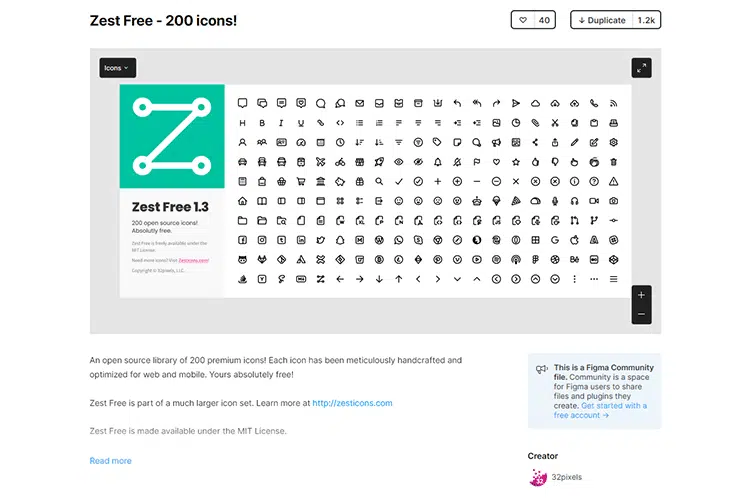 Zest Free - 200 icons!
40
Duplicate
1.2k
Icons
Zest Free 1.3
200 open source icons!
Absolutly free.
Zest Free is freely available under the
MIT License.
Need more icons? Visit Zesticons.com!
Copyright © 32pixels, LLC.
An open source library of 200 premium icons! Each icon has been meticulously handcrafted and
optimized for web and mobile. Yours absolutely free!
Zest Free is part of a much larger icon set. Learn more at http://zesticons.com
Zest Free is made available under the MIT License.
Read more
This is a Figma Community
file. Community is a space
for Figma users to share
files and plugins they
create. Get started with a
free account →
Creator
32
32pixels